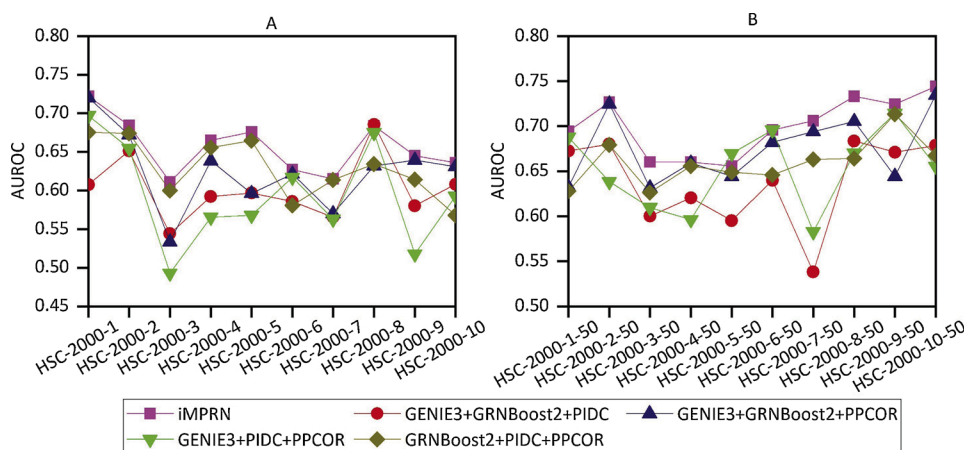 A
B
0.80
0.75
0.70
0.65
0.60
0.55
0.50
0.45
AUROC
HSC-2000-1
HSC-2000-2
HSC-2000-3
HSC-2000-4
HSC-2000-5
HSC-2000-6
HSC-2000-7
HSC-2000-8
HSC-2000-9
HSC-2000-10
0.80
0.75
0.70
0.65
0.60
0.55
0.50
AUROC
HSC-2000-1-50
HSC-2000-2-50
HSC-2000-3-50
HSC-2000-4-50
HSC-2000-5-50
HSC-2000-6-50
HSC-2000-7-50
HSC-2000-8-50
HSC-2000-9-50
HSC-2000-10-50
iMPRN
GENIE3+GRNBoost2+PIDC
GENIE3+GRNBoost2+PPCOR
GENIE3+PIDC+PPCOR
GRNBoost2+PIDC+PPCOR